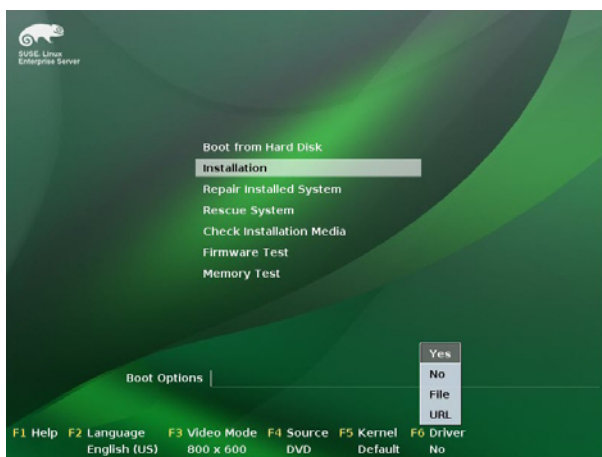 SUSE. Linux
Enterprise Server
Boot from Hard Disk
Installation
Repair Installed System
Rescue System
Check Installation Media
Firmware Test
Memory Test
Boot Options
Yes
No
File
URL
F1 Help F2 Language F3 Video Mode F4 Source F5 Kernel F6 Driver
English (US) 800 x 600 DVD Default No